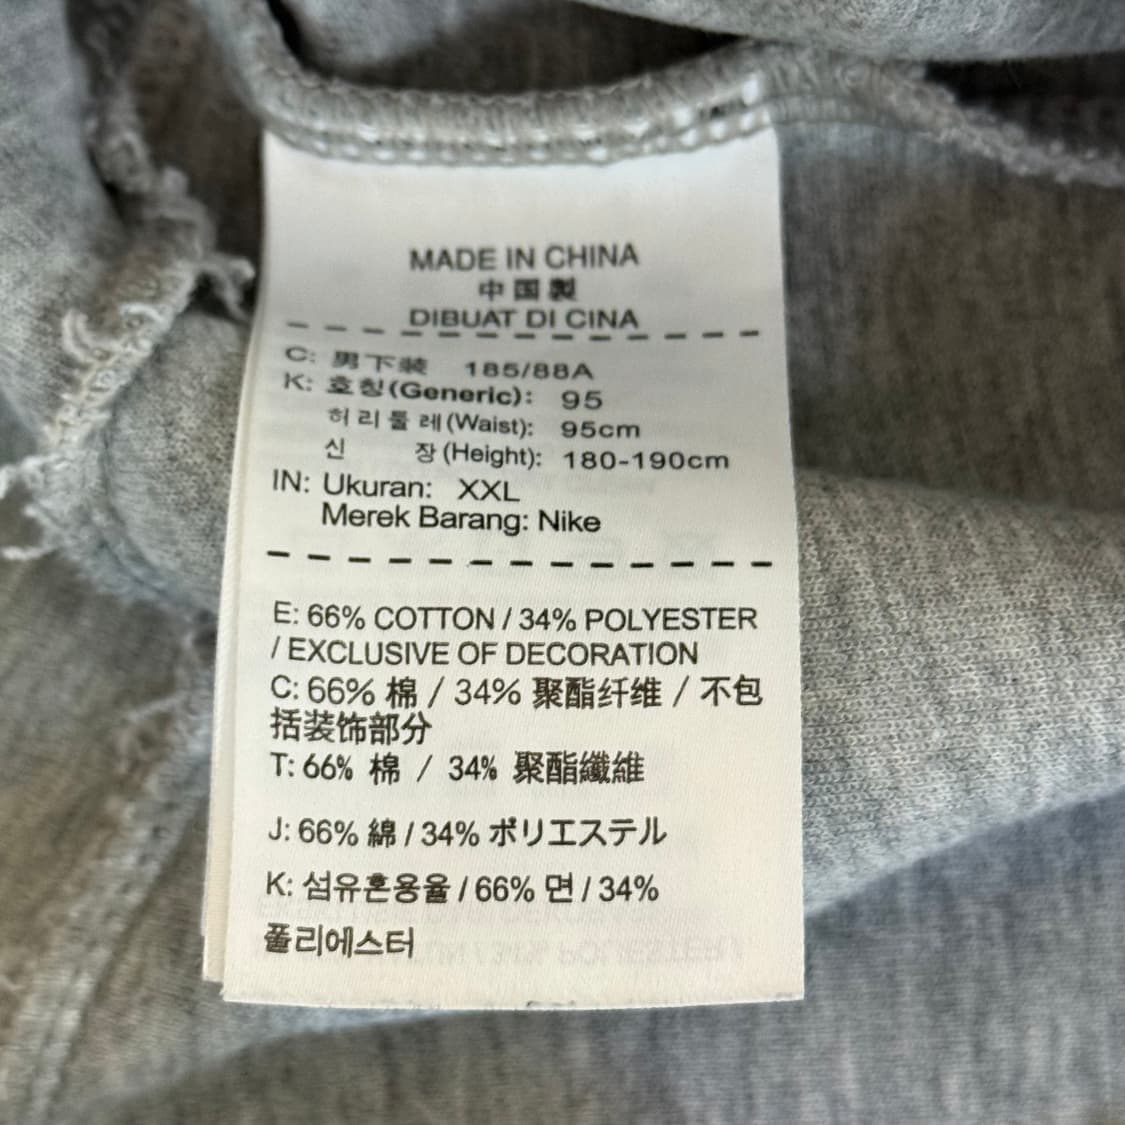 MADE IN CHINA
中国製
DIBUAT DI CINA
C: 男下装 185/88A
K: 호칭(Generic): 95
허리둘레(Waist): 95cm
신 장(Height): 180-190cm
IN: Ukuran: XXL
Merek Barang: Nike
E: 66% COTTON / 34% POLYESTER
/ EXCLUSIVE OF DECORATION
C: 66% 棉 / 34% 聚酯纤维 / 不包
括装饰部分
T: 66% 棉 / 34% 聚酯纖維
J: 66% 綿 / 34% ポリエステル
K: 섬유혼용율 / 66% 면 / 34%
폴리에스터